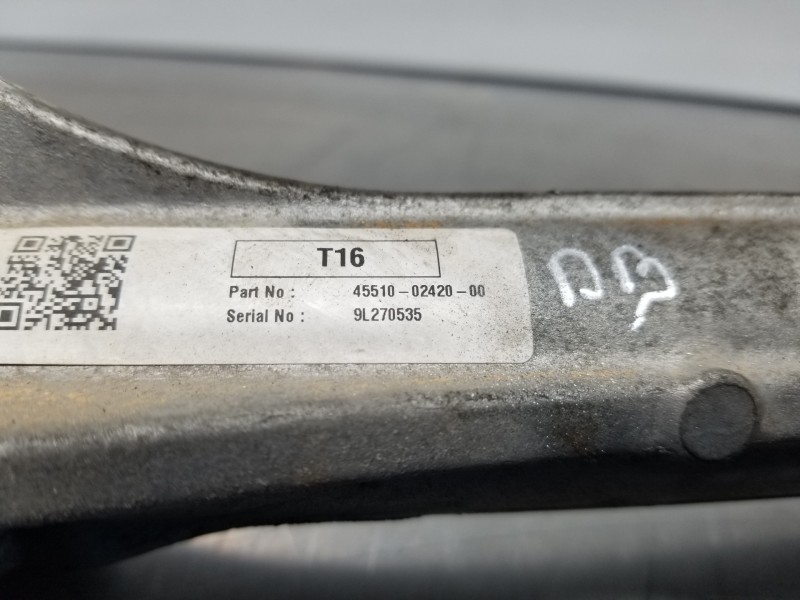 T16
Part No : 45510-02420-00
Serial No : 9L270535